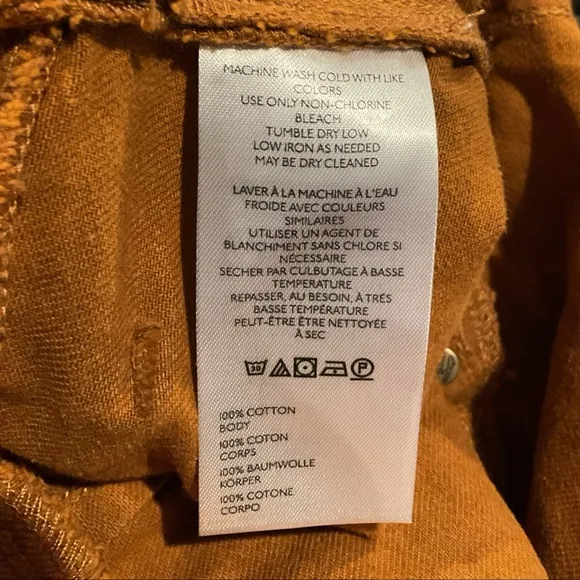 MACHINE WASH COLD WITH LIKE
COLORS
USE ONLY NON-CHLORINE
BLEACH
TUMBLE DRY LOW
LOW IRON AS NEEDED
MAY BE DRY CLEANED
LAVER À LA MACHINE À L'EAU
FROIDE AVEC COULEURS
SIMILAIRES
UTILISER UN AGENT DE
BLANCHIMENT SANS CHLORE SI
NÉCESSAIRE
SECHER PAR CULBUTAGE À BASSE
TEMPERATURE
REPASSER, AU BESOIN, À TRÉS
BASSE TEMPÉRATURE
PEUT-ÊTRE ÊTRE NETTOYÉE
À SEC
30 P
100% COTTON
BODY
100% COTON
CORPS
100% BAUMWOLLE
KÖRPER
100% COTONE
CORPO